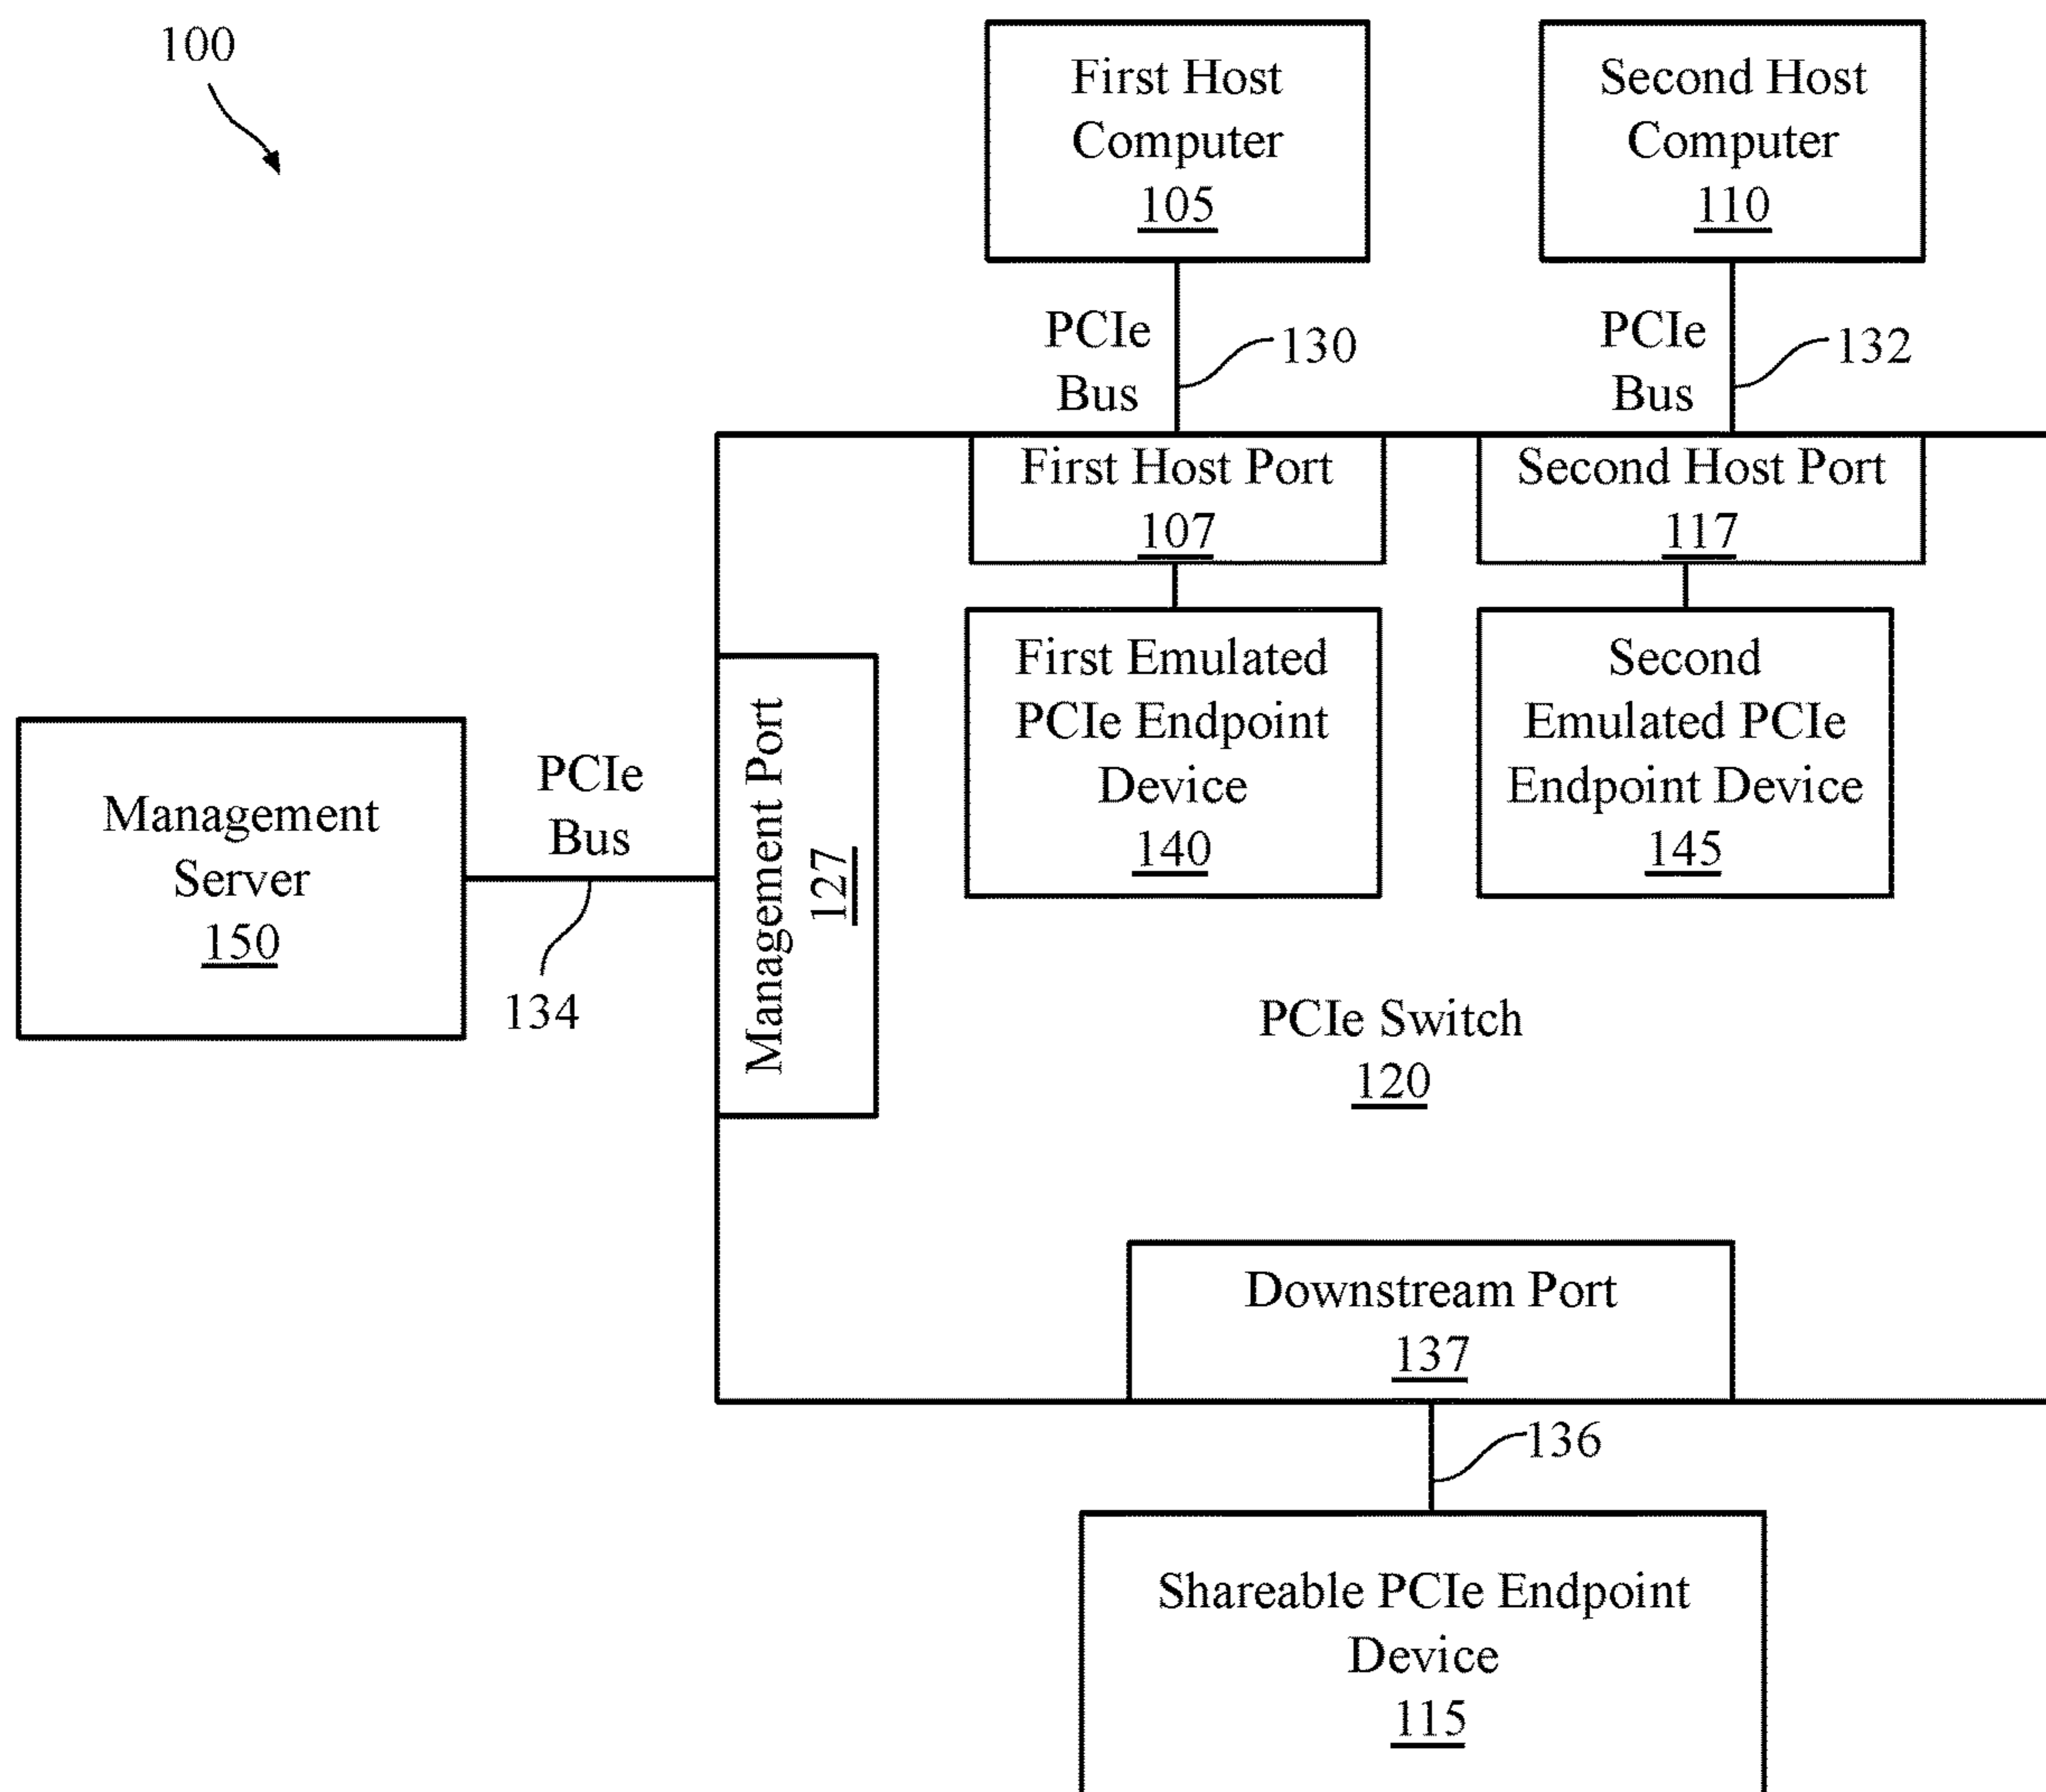 100
First Host
Computer
105
Second Host
Computer
110
PCIe
Bus
130
PCIe
Bus
132
First Host Port
107
Second Host Port
117
First Emulated
PCIe Endpoint
Device
140
Second
Emulated PCIe
Endpoint Device
145
Management
Server
150
PCIe
Bus
134
Management Port
127
PCIe Switch
120
Downstream Port
137
136
Shareable PCIe Endpoint
Device
115